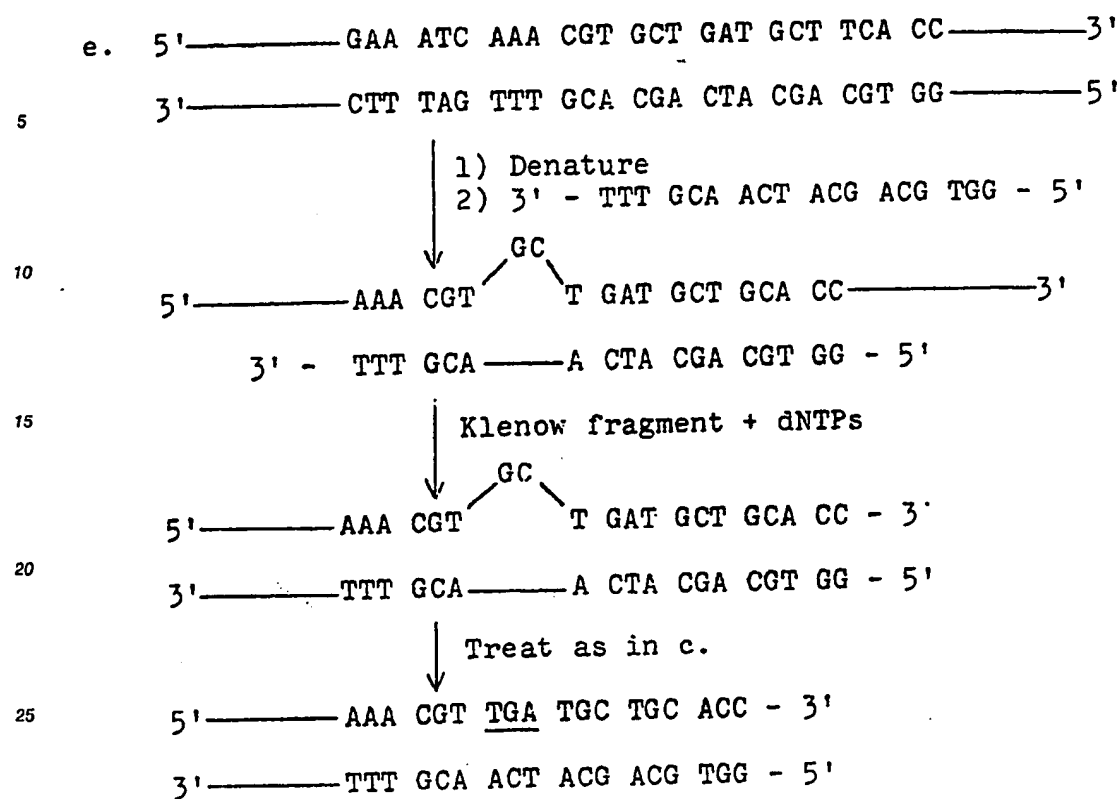 e. 5'————GAA ATC AAA CGT GCT GAT GCT TCA CC————3'
3'————CTT TAG TTT GCA CGA CTA CGA CGT GG————5'
5
1) Denature
2) 3' - TTT GCA ACT ACG ACG TGG - 5'
GC
10
5'————AAA CGT T GAT GCT GCA CC————3'
3' - TTT GCA————A CTA CGA CGT GG - 5'
15
Klenow fragment + dNTPs
GC
5'————AAA CGT T GAT GCT GCA CC - 3'
20
3'————TTT GCA————A CTA CGA CGT GG - 5'
Treat as in c.
25
5'————AAA CGT TGA TGC TGC ACC - 3'
3'————TTT GCA ACT ACG ACG TGG - 5'